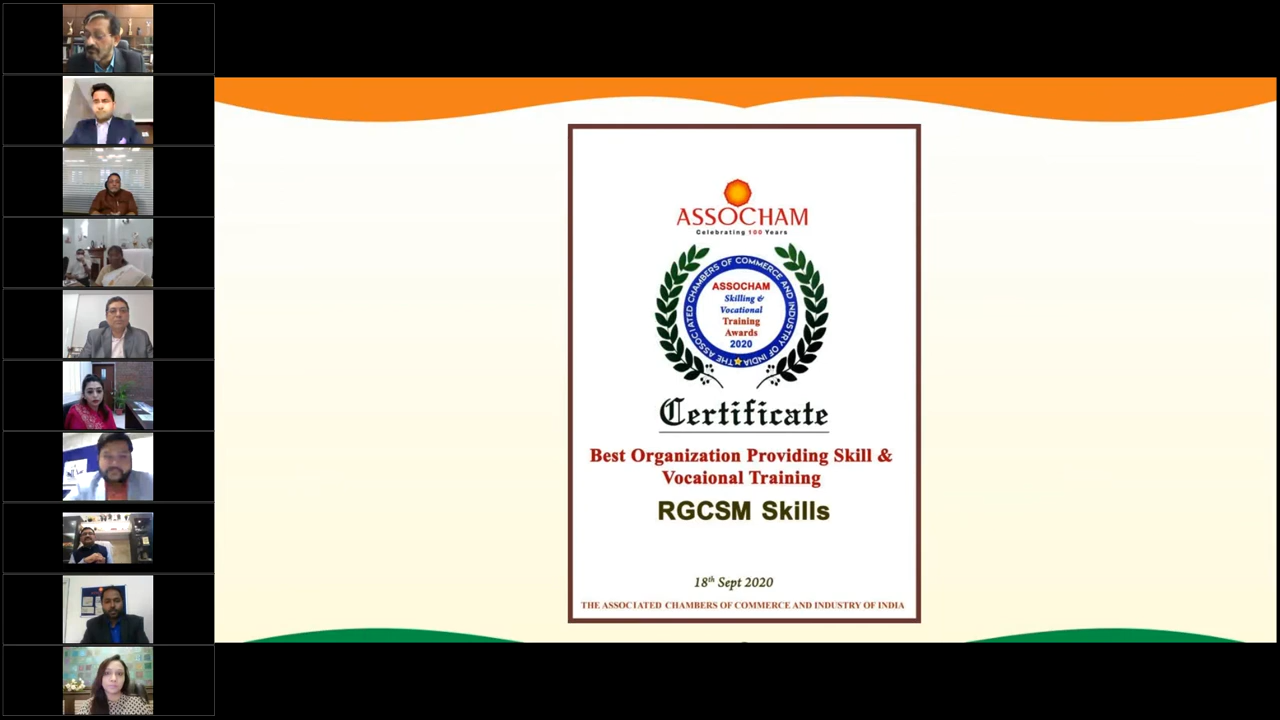 ASSOCHAM
Celebrating 100 Years
THE ASSOCIATED CHAMBERS OF COMMERCE AND INDUSTRY OF INDIA
ASSOCHAM
Skilling &
Vocational
Training
Awards
2020
Certificate
Best Organization Providing Skill &
Vocaional Training
RGCSM Skills
18th Sept 2020
THE ASSOCIATED CHAMBERS OF COMMERCE AND INDUSTRY OF INDIA